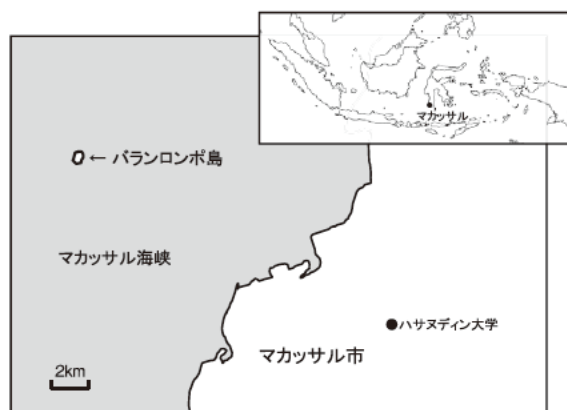 マカッサル
← バランロンポ島
マカッサル海峡
ハサヌディン大学
マカッサル市
2km